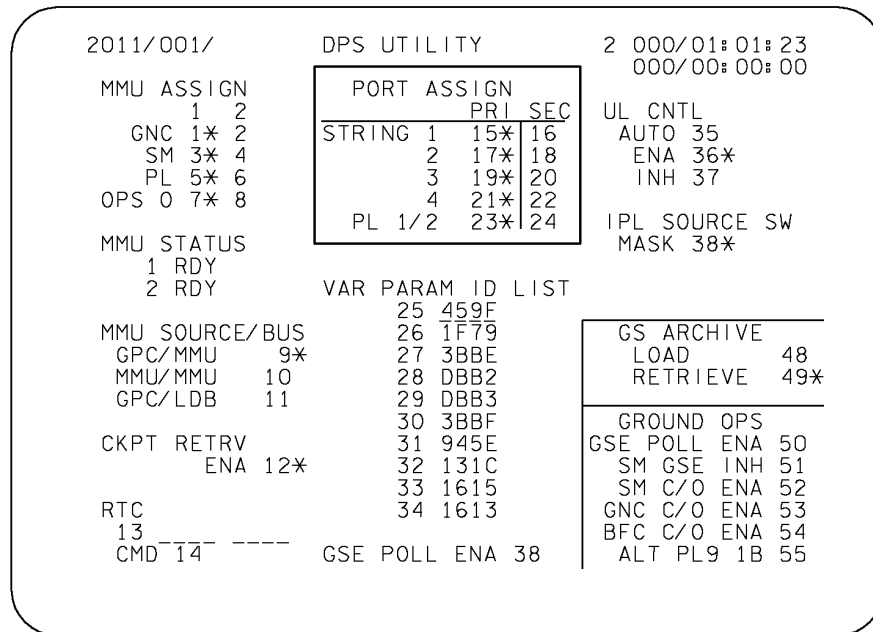 2011/001/ DPS UTILITY 2 000/01:01:23
000/00:00:00
MMU ASSIGN
1 2
GNC 1* 2
SM 3* 4
PL 5* 6
OPS 0 7* 8
MMU STATUS
1 RDY
2 RDY
MMU SOURCE/BUS
GPC/MMU 9*
MMU/MMU 10
GPC/LDB 11
CKPT RETRV
ENA 12*
RTC
13 ____ ____
CMD 14
PORT ASSIGN
PRI SEC
STRING 1 15* 16
2 17* 18
3 19* 20
4 21* 22
PL 1/2 23* 24
VAR PARAM ID LIST
25 459F
26 1F79
27 3BBE
28 DBB2
29 DBB3
30 3BBF
31 945E
32 131C
33 1615
34 1613
GSE POLL ENA 38
UL CNTL
AUTO 35
ENA 36*
INH 37
IPL SOURCE SW
MASK 38*
GS ARCHIVE
LOAD 48
RETRIEVE 49*
GROUND OPS
GSE POLL ENA 50
SM GSE INH 51
SM C/O ENA 52
GNC C/O ENA 53
BFC C/O ENA 54
ALT PL9 1B 55